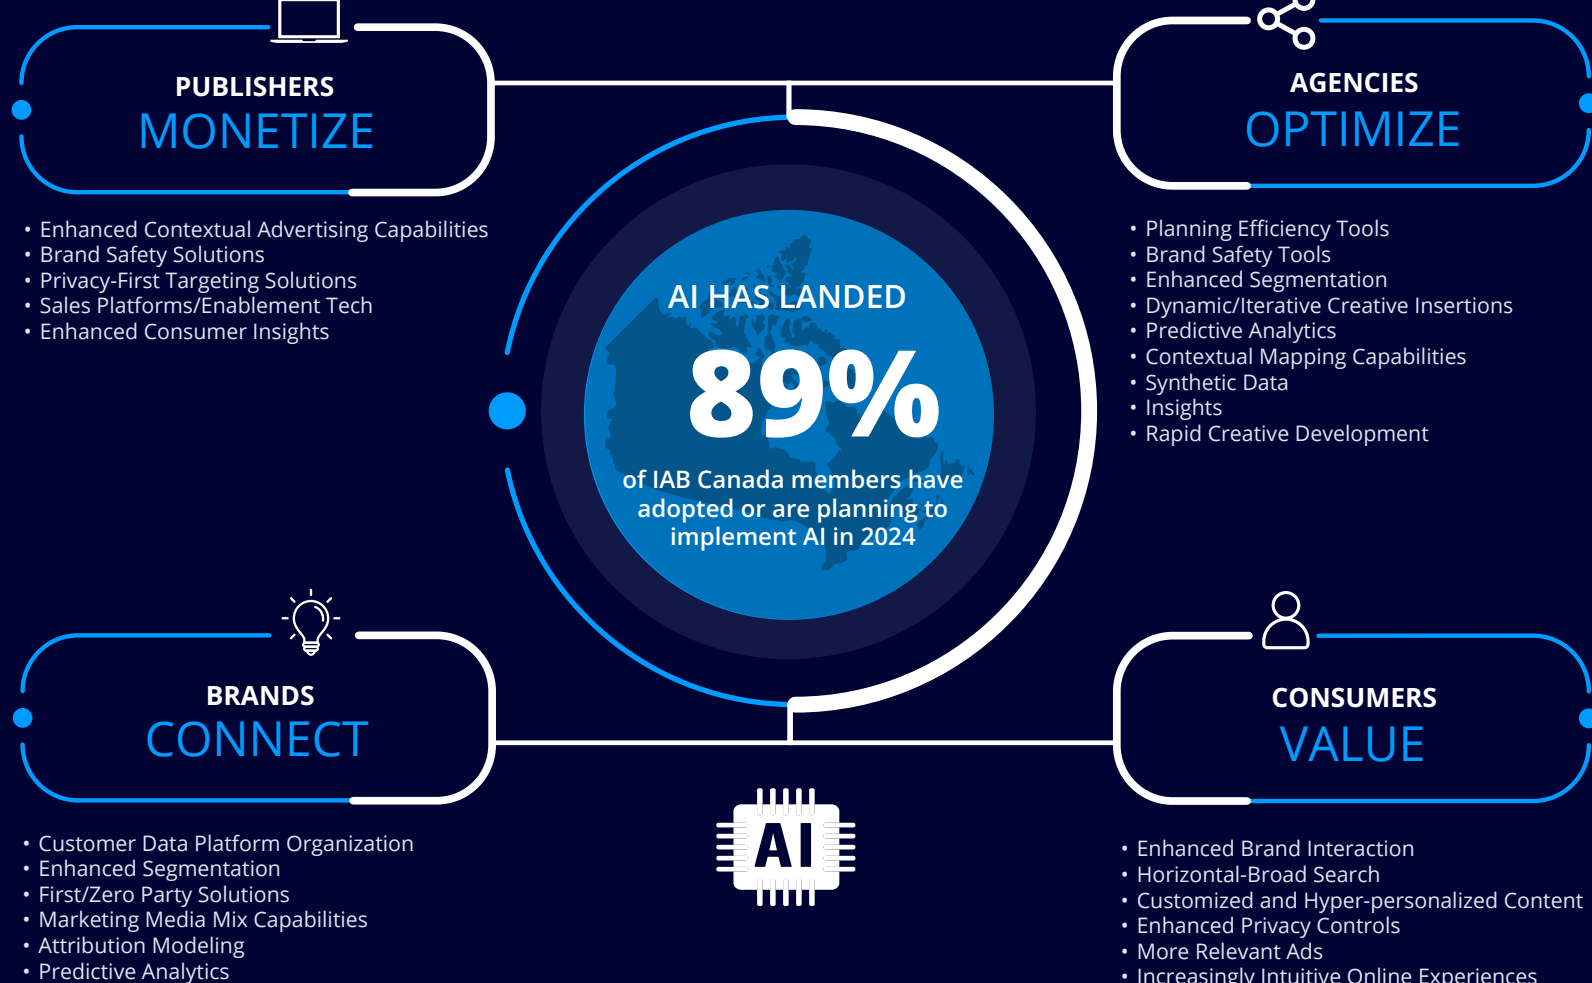 PUBLISHERS
MONETIZE
• Enhanced Contextual Advertising Capabilities
• Brand Safety Solutions
• Privacy-First Targeting Solutions
• Sales Platforms/Enablement Tech
• Enhanced Consumer Insights
AGENCIES
OPTIMIZE
• Planning Efficiency Tools
• Brand Safety Tools
• Enhanced Segmentation
• Dynamic/Iterative Creative Insertions
• Predictive Analytics
• Contextual Mapping Capabilities
• Synthetic Data
• Insights
• Rapid Creative Development
AI HAS LANDED
89%
of IAB Canada members have
adopted or are planning to
implement AI in 2024
BRANDS
CONNECT
• Customer Data Platform Organization
• Enhanced Segmentation
• First/Zero Party Solutions
• Marketing Media Mix Capabilities
• Attribution Modeling
• Predictive Analytics
AI
CONSUMERS
VALUE
• Enhanced Brand Interaction
• Horizontal-Broad Search
• Customized and Hyper-personalized Content
• Enhanced Privacy Controls
• More Relevant Ads
• Increasingly Intuitive Online Experiences